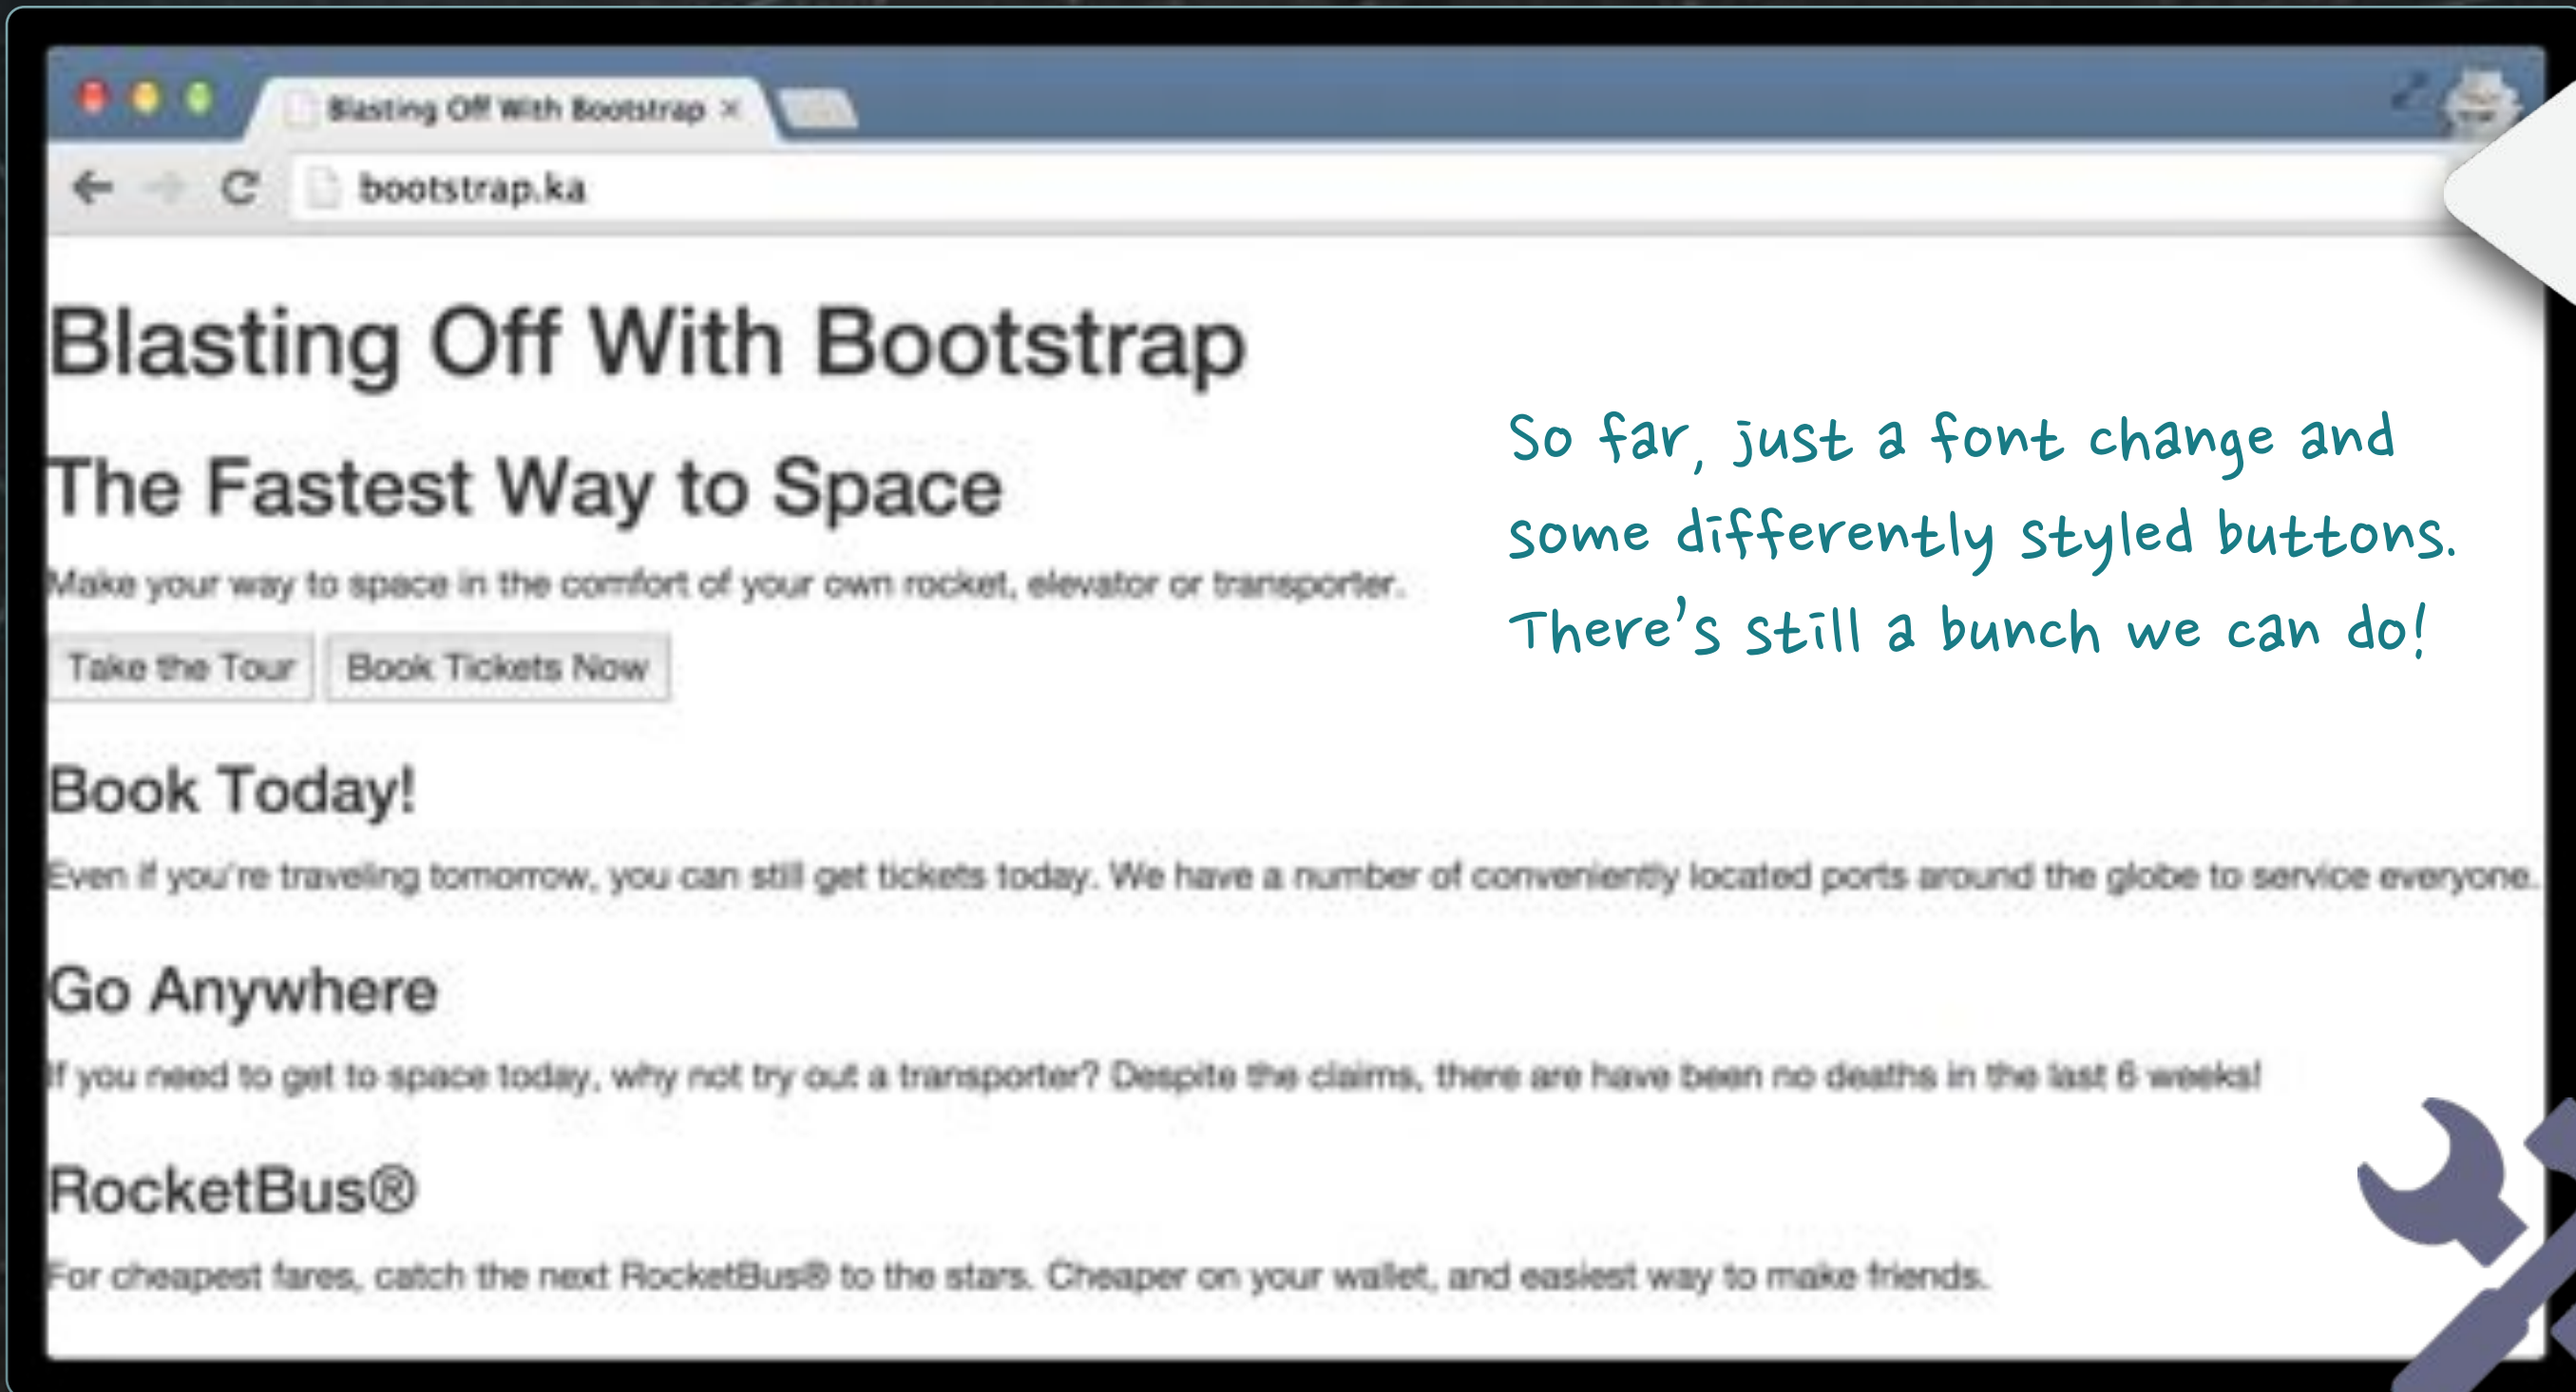 Blasting Off With Bootstrap ×
bootstrap.ka
Blasting Off With Bootstrap
The Fastest Way to Space
Make your way to space in the comfort of your own rocket, elevator or transporter.
Take the Tour
Book Tickets Now
So far, just a font change and
some differently styled buttons.
There's still a bunch we can do!
Book Today!
Even if you're traveling tomorrow, you can still get tickets today. We have a number of conveniently located ports around the globe to service everyone.
Go Anywhere
If you need to get to space today, why not try out a transporter? Despite the claims, there are have been no deaths in the last 6 weeks!
RocketBus®
For cheapest fares, catch the next RocketBus® to the stars. Cheaper on your wallet, and easiest way to make friends.